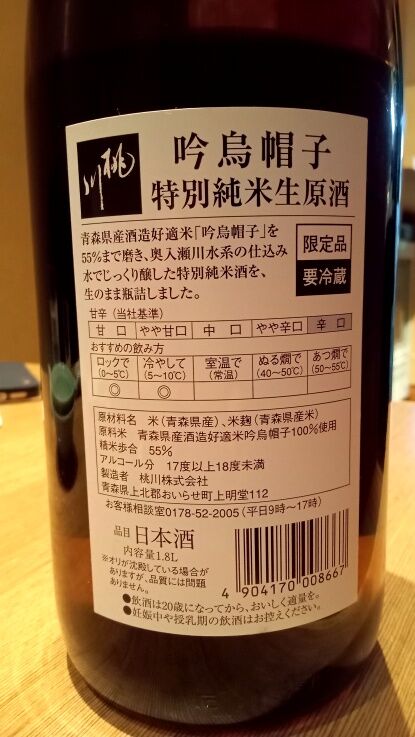 桃川
吟烏帽子
特別純米生原酒
青森県産酒造好適米「吟烏帽子」を
55%まで磨き、奥入瀬川水系の仕込み
水でじっくり醸した特別純米酒を、
生のまま瓶詰しました。
限定品
要冷蔵
甘辛（当社基準）
甘 口 やや甘口 中 口 やや辛口 辛 口
おすすめの飲み方
ロックで 冷やして 室温で ぬる燗で あつ燗で
(0~5℃) (5~10℃) (常温) (40~50℃) (50~55℃)
◎ ◎
原材料名 米（青森県産）、米麹（青森県産米）
原料米 青森県産酒造好適米吟烏帽子100%使用
精米歩合 55%
アルコール分 17度以上18度未満
製造者 桃川株式会社
青森県上北郡おいらせ町上明堂112
お客様相談室0178-52-2005（平日9時~17時）
品目 日本酒
内容量1.8L
※オリが沈殿している場合が
ありますが、品質には問題
ありません。
4 904170 008667
●飲酒は20歳になってから、おいしく適量を。
●妊娠中や授乳期の飲酒はお控えください。